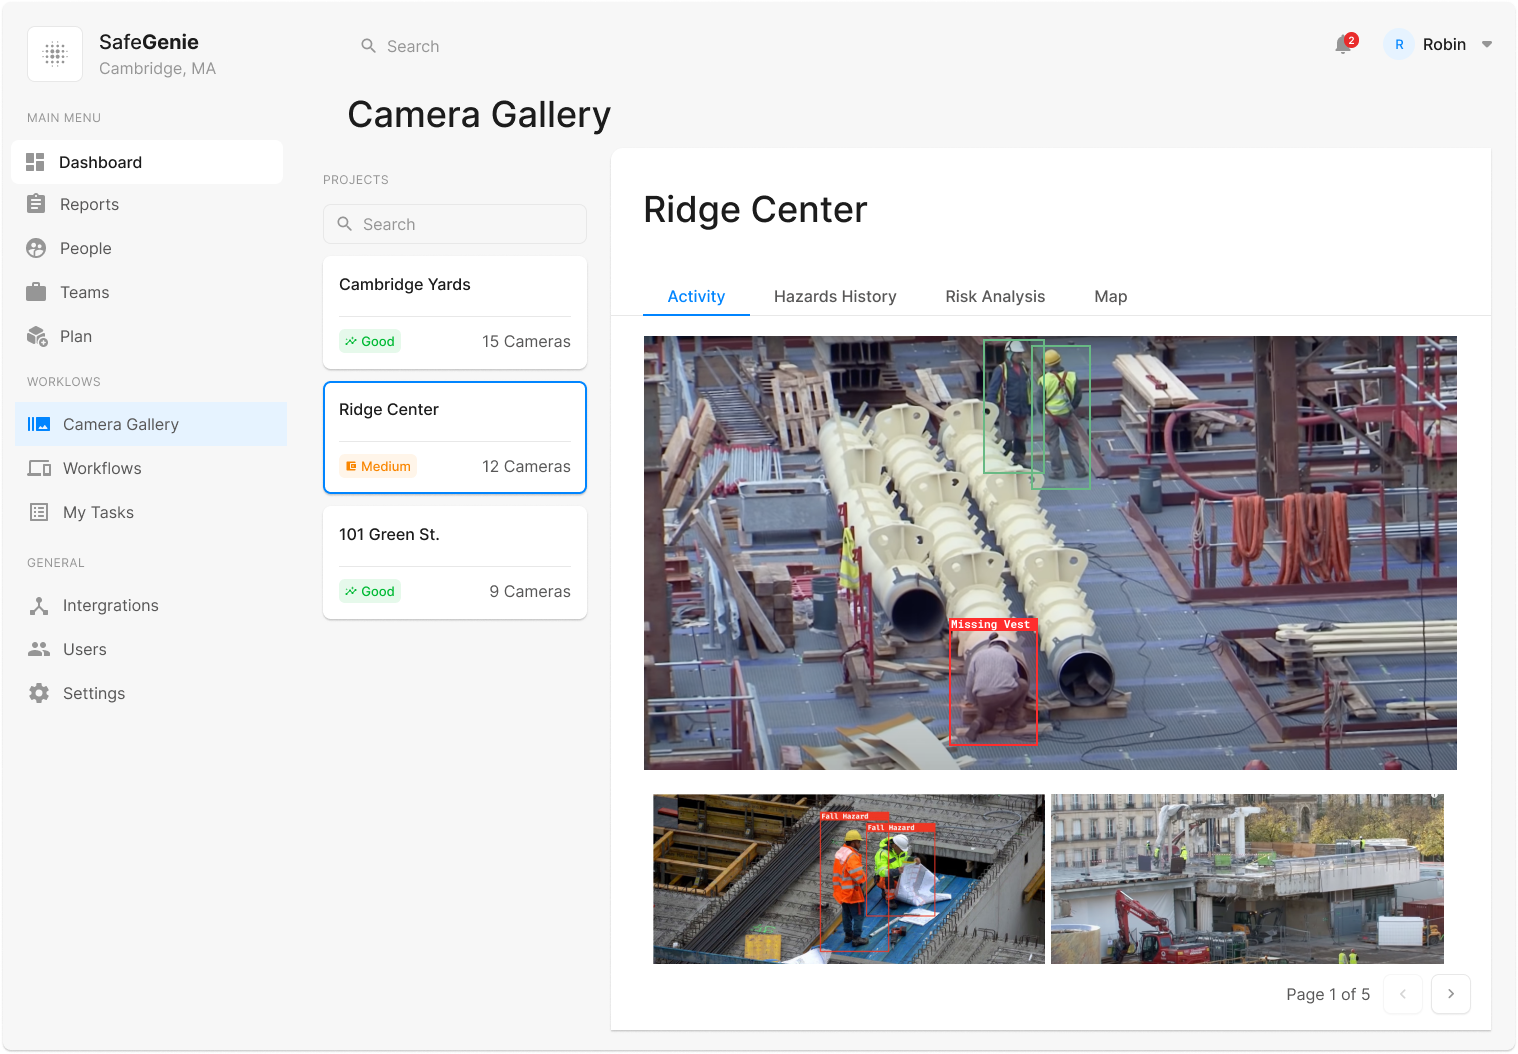 SafeGenie
Cambridge, MA
Search
2
R
Robin
MAIN MENU
Dashboard
Reports
People
Teams
Plan
WORKLOWS
Camera Gallery
Workflows
My Tasks
GENERAL
Intergrations
Users
Settings
Camera Gallery
PROJECTS
Search
Cambridge Yards
Good
15 Cameras
Ridge Center
Medium
12 Cameras
101 Green St.
Good
9 Cameras
Ridge Center
Activity
Hazards History
Risk Analysis
Map
Missing Vest
Fall Hazard
Fall Hazard
Page 1 of 5